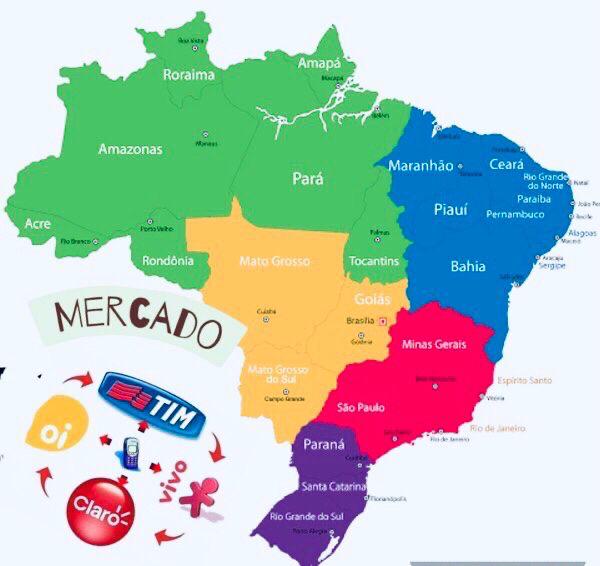 Boa Vista
Roraima
Amapá
Macapá
Belém
Amazonas
Manaus
Pará
Maranhão
Teresina
Ceará
Fortaleza
Rio Grande
do Norte
Natal
Paraíba
João Pe
Piauí
Pernambuco
Recife
Alagoas
Maceió
Aracaju
Sergipe
Acre
Rio Branco
Porto Velho
Rondônia
Palmas
Tocantins
Bahia
Salvador
Mato Grosso
Cuiabá
Goiás
Brasília
Goiânia
MERCADO
Mato Grosso
do Sul
Campo Grande
Minas Gerais
Belo Horizonte
Espírito Santo
Vitória
São Paulo
Rio de Janeiro
Rio de Janeiro
Paraná
Curitiba
Santa Catarina
Florianópolis
Rio Grande do Sul
Porto Alegre
TIM
oi
vivo
Claro